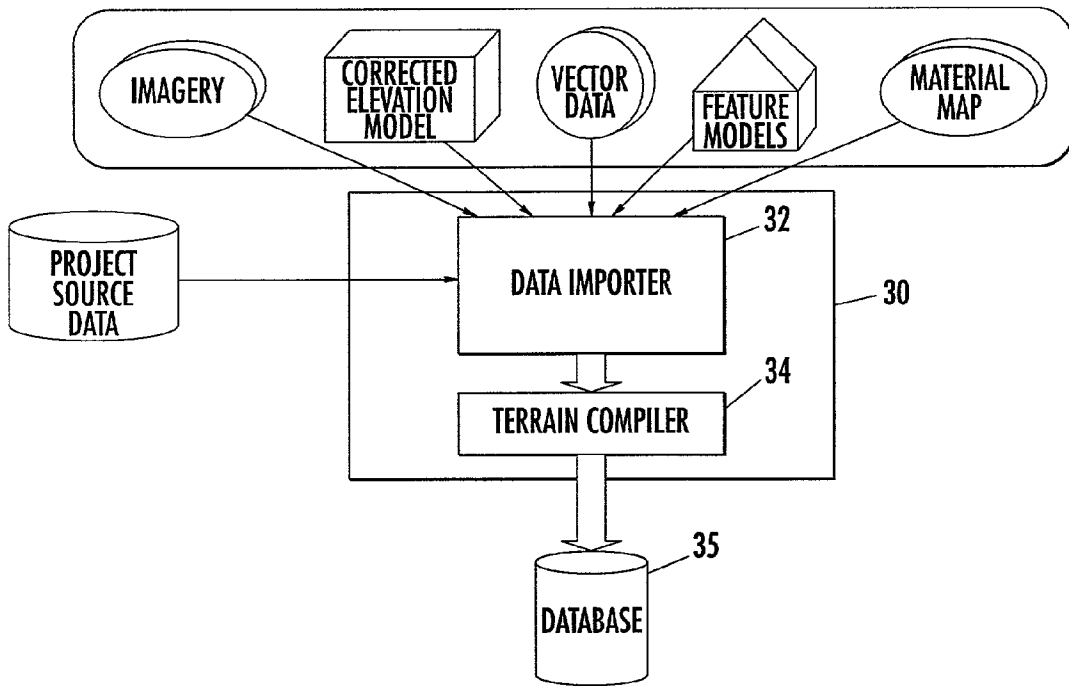 IMAGERY
CORRECTED
ELEVATION
MODEL
VECTOR
DATA
FEATURE
MODELS
MATERIAL
MAP
PROJECT
SOURCE
DATA
DATA IMPORTER
32
30
TERRAIN COMPILER
34
DATABASE
35